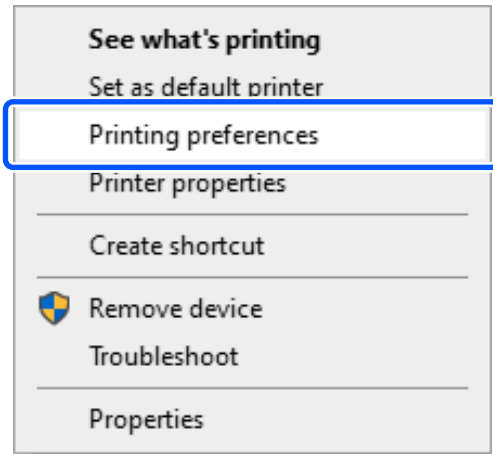 See what's printing
Set as default printer
Printing preferences
Printer properties
Create shortcut
Remove device
Troubleshoot
Properties